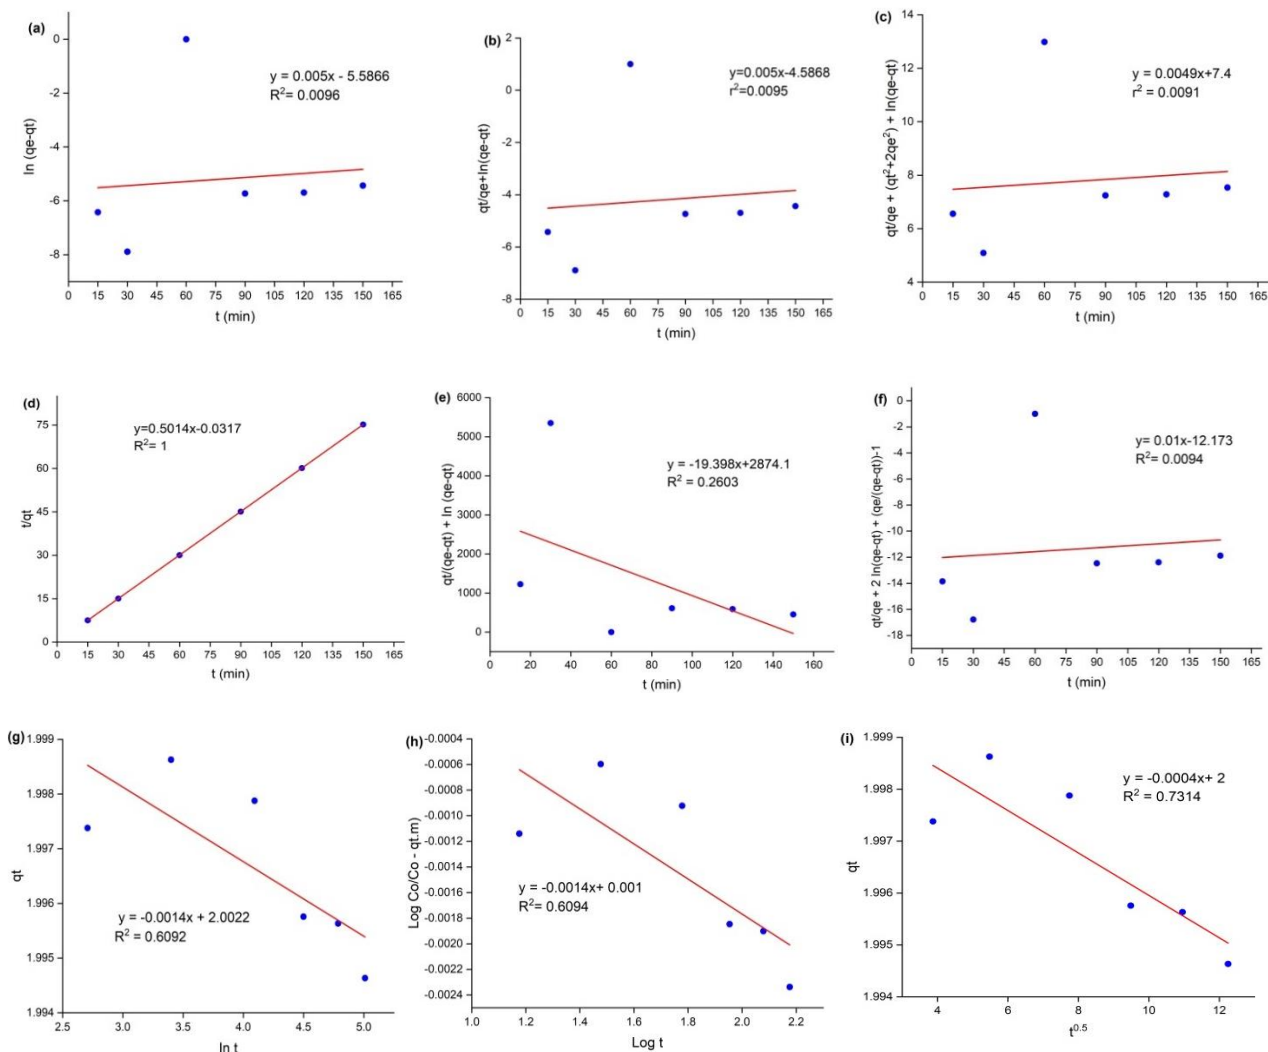 (a)
ln (qe-qt)
0
-2
-4
-6
-8
y = 0.005x - 5.5866
R²= 0.0096
0 15 30 45 60 75 90 105 120 135 150 165
t (min)
(b)
qt/qe+ln(qe-qt)
2
0
-2
-4
-6
-8
y=0.005x-4.5868
r²=0.0095
0 15 30 45 60 75 90 105 120 135 150 165
t (min)
(c)
qt/qe + (qt²+2qe²) + ln(qe-qt)
14
12
10
8
6
4
y = 0.0049x+7.4
r² = 0.0091
0 15 30 45 60 75 90 105 120 135 150 165
t (min)
(d)
t/qt
75
60
45
30
15
0
y=0.5014x-0.0317
R²= 1
0 15 30 45 60 75 90 105 120 135 150 165
t (min)
(e)
qt/(qe-qt) + ln (qe-qt)
6000
5000
4000
3000
2000
1000
0
y = -19.398x+2874.1
R² = 0.2603
0 20 40 60 80 100 120 140 160
t (min)
(f)
qt/qe + 2 ln(qe-qt) + (qe/(qe-qt))-1
0
-2
-4
-6
-8
-10
-12
-14
-16
-18
y= 0.01x-12.173
R²=0.0094
0 15 30 45 60 75 90 105 120 135 150 165
t (min)
(g)
qt
1.999
1.998
1.997
1.996
1.995
1.994
y = -0.0014x + 2.0022
R² = 0.6092
2.5 3.0 3.5 4.0 4.5 5.0
ln t
(h)
Log Co/Co - qt.m)
-0.0004
-0.0006
-0.0008
-0.0010
-0.0012
-0.0014
-0.0016
-0.0018
-0.0020
-0.0022
-0.0024
y = -0.0014x+ 0.001
R² = 0.6094
1.0 1.2 1.4 1.6 1.8 2.0 2.2
Log t
(i)
qt
1.999
1.998
1.997
1.996
1.995
1.994
y = -0.0004x+ 2
R² = 0.7314
4 6 8 10 12
t⁰·⁵